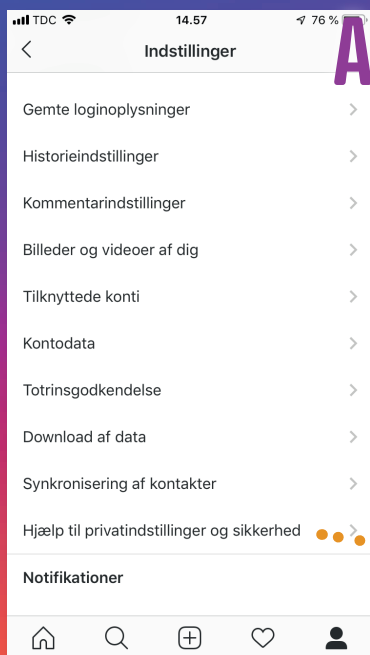 TDC 14.57 76 %
A
Indstillinger
Gemte loginoplysninger
Historieindstillinger
Kommentarindstillinger
Billeder og videoer af dig
Tilknyttede konti
Kontodata
Totrinsgodkendelse
Download af data
Synkronisering af kontakter
Hjælp til privatindstillinger og sikkerhed
Notifikationer